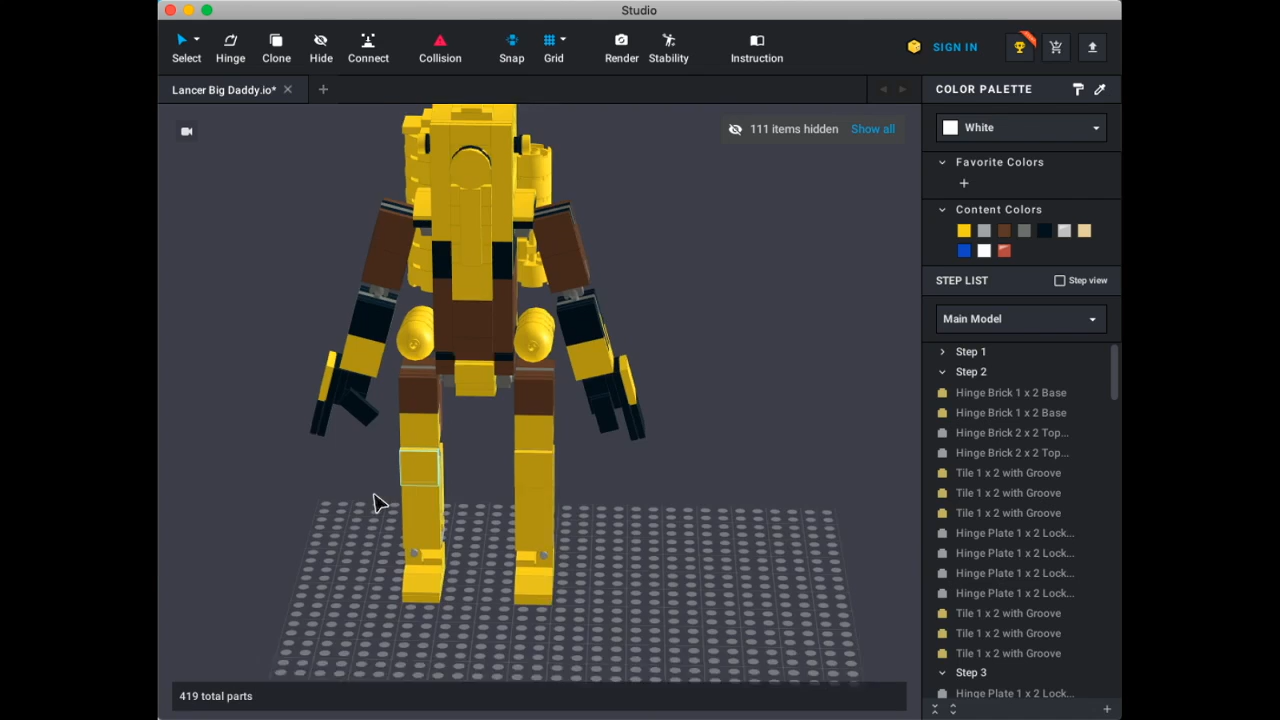 Studio
Select Hinge Clone Hide Connect Collision Snap Grid Render Stability Instruction SIGN IN
Lancer Big Daddy.io*
COLOR PALETTE
111 items hidden Show all
White
Favorite Colors
Content Colors
STEP LIST Step view
Main Model
Step 1
Step 2
Hinge Brick 1 x 2 Base
Hinge Brick 1 x 2 Base
Hinge Brick 2 x 2 Top...
Hinge Brick 2 x 2 Top...
Tile 1 x 2 with Groove
Tile 1 x 2 with Groove
Tile 1 x 2 with Groove
Hinge Plate 1 x 2 Lock...
Hinge Plate 1 x 2 Lock...
Hinge Plate 1 x 2 Lock...
Hinge Plate 1 x 2 Lock...
Tile 1 x 2 with Groove
Tile 1 x 2 with Groove
Tile 1 x 2 with Groove
Step 3
Hinge Plate 1 x 2 Lock...
419 total parts